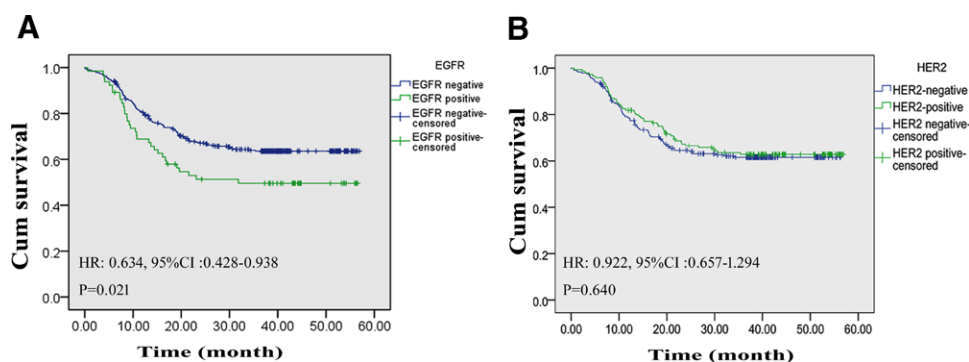 A
EGFR
EGFR negative
EGFR positive
EGFR negative-
censored
EGFR positive-
censored
Cum survival
1.0
0.8
0.6
0.4
0.2
0.0
HR: 0.634, 95%CI :0.428-0.938
P=0.021
0.00 10.00 20.00 30.00 40.00 50.00 60.00
Time (month)
B
HER2
HER2-negative
HER2-positive
HER2 negative-
censored
HER2 positive-
censored
Cum survival
1.0
0.8
0.6
0.4
0.2
0.0
HR: 0.922, 95%CI :0.657-1.294
P=0.640
0.00 10.00 20.00 30.00 40.00 50.00 60.00
Time (month)